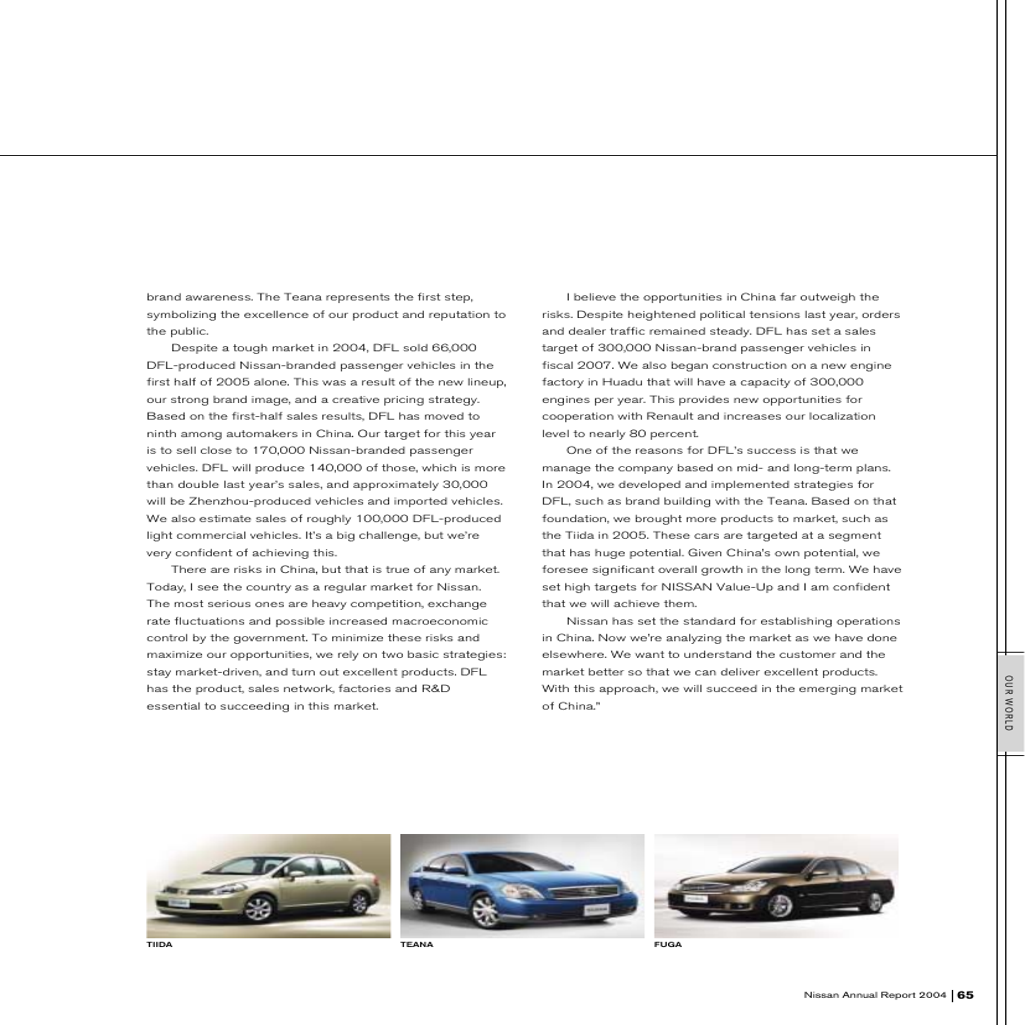 brand awareness. The Teana represents the first step,
symbolizing the excellence of our product and reputation to
the public.
Despite a tough market in 2004, DFL sold 66,000
DFL-produced Nissan-branded passenger vehicles in the
first half of 2005 alone. This was a result of the new lineup,
our strong brand image, and a creative pricing strategy.
Based on the first-half sales results, DFL has moved to
ninth among automakers in China. Our target for this year
is to sell close to 170,000 Nissan-branded passenger
vehicles. DFL will produce 140,000 of those, which is more
than double last year's sales, and approximately 30,000
will be Zhenzhou-produced vehicles and imported vehicles.
We also estimate sales of roughly 100,000 DFL-produced
light commercial vehicles. It's a big challenge, but we're
very confident of achieving this.
There are risks in China, but that is true of any market.
Today, I see the country as a regular market for Nissan.
The most serious ones are heavy competition, exchange
rate fluctuations and possible increased macroeconomic
control by the government. To minimize these risks and
maximize our opportunities, we rely on two basic strategies:
stay market-driven, and turn out excellent products. DFL
has the product, sales network, factories and R&D
essential to succeeding in this market.
I believe the opportunities in China far outweigh the
risks. Despite heightened political tensions last year, orders
and dealer traffic remained steady. DFL has set a sales
target of 300,000 Nissan-brand passenger vehicles in
fiscal 2007. We also began construction on a new engine
factory in Huadu that will have a capacity of 300,000
engines per year. This provides new opportunities for
cooperation with Renault and increases our localization
level to nearly 80 percent.
One of the reasons for DFL's success is that we
manage the company based on mid- and long-term plans.
In 2004, we developed and implemented strategies for
DFL, such as brand building with the Teana. Based on that
foundation, we brought more products to market, such as
the Tiida in 2005. These cars are targeted at a segment
that has huge potential. Given China's own potential, we
foresee significant overall growth in the long term. We have
set high targets for NISSAN Value-Up and I am confident
that we will achieve them.
Nissan has set the standard for establishing operations
in China. Now we're analyzing the market as we have done
elsewhere. We want to understand the customer and the
market better so that we can deliver excellent products.
With this approach, we will succeed in the emerging market
of China."
OUR WORLD
TIIDA
TEANA
FUGA
Nissan Annual Report 2004 65